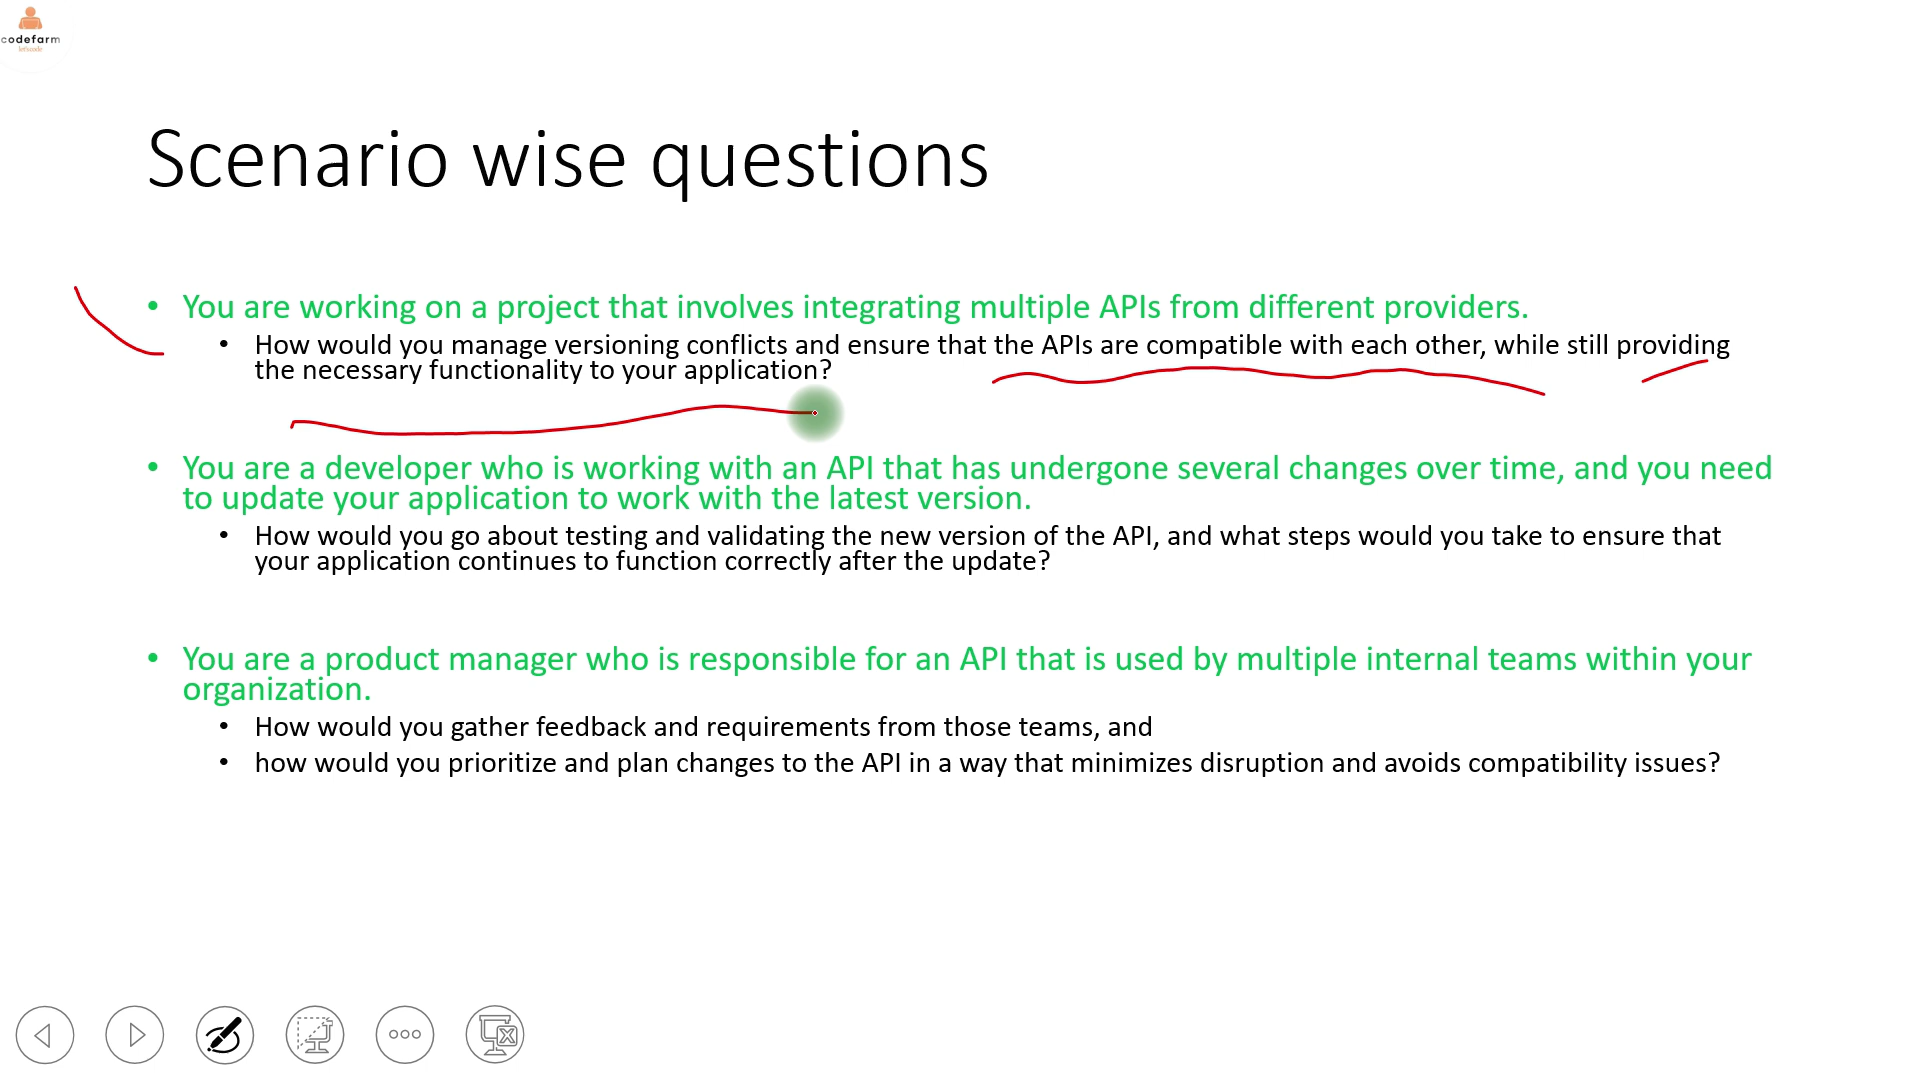 codefarm
let'scode
Scenario wise questions
• You are working on a project that involves integrating multiple APIs from different providers.
• How would you manage versioning conflicts and ensure that the APIs are compatible with each other, while still providing
the necessary functionality to your application?
• You are a developer who is working with an API that has undergone several changes over time, and you need
to update your application to work with the latest version.
• How would you go about testing and validating the new version of the API, and what steps would you take to ensure that
your application continues to function correctly after the update?
• You are a product manager who is responsible for an API that is used by multiple internal teams within your
organization.
• How would you gather feedback and requirements from those teams, and
• how would you prioritize and plan changes to the API in a way that minimizes disruption and avoids compatibility issues?